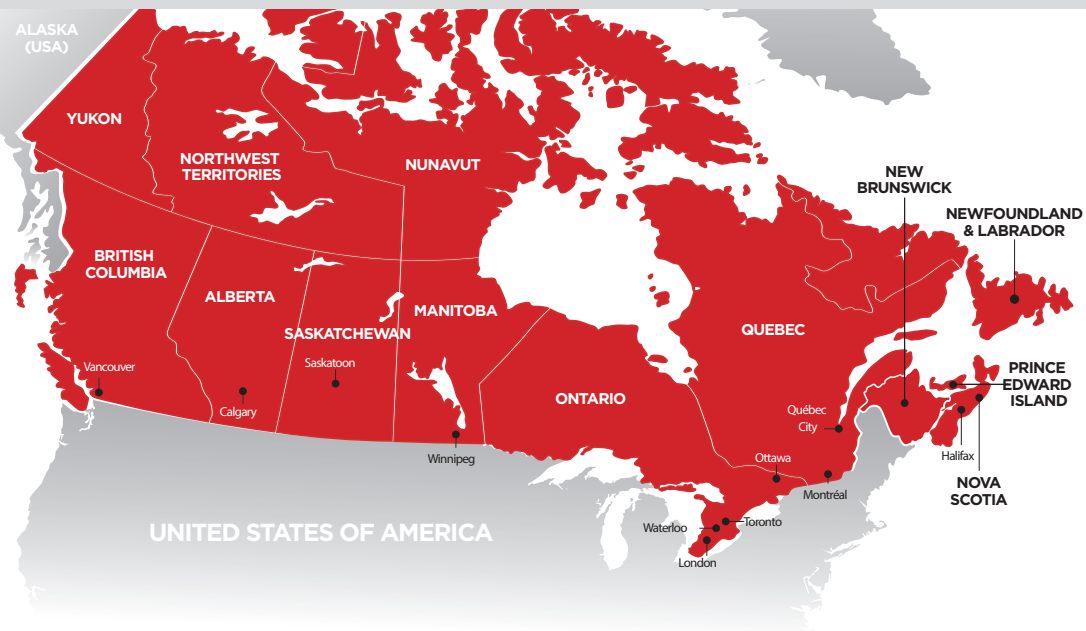 ALASKA
(USA)
YUKON
NORTHWEST
TERRITORIES
NUNAVUT
NEW
BRUNSWICK
NEWFOUNDLAND
& LABRADOR
BRITISH
COLUMBIA
ALBERTA
SASKATCHEWAN
MANITOBA
QUEBEC
Vancouver
Saskatoon
Calgary
ONTARIO
PRINCE
EDWARD
ISLAND
Québec
City
Winnipeg
Ottawa
Montréal
Halifax
NOVA
SCOTIA
UNITED STATES OF AMERICA
Waterloo
Toronto
London